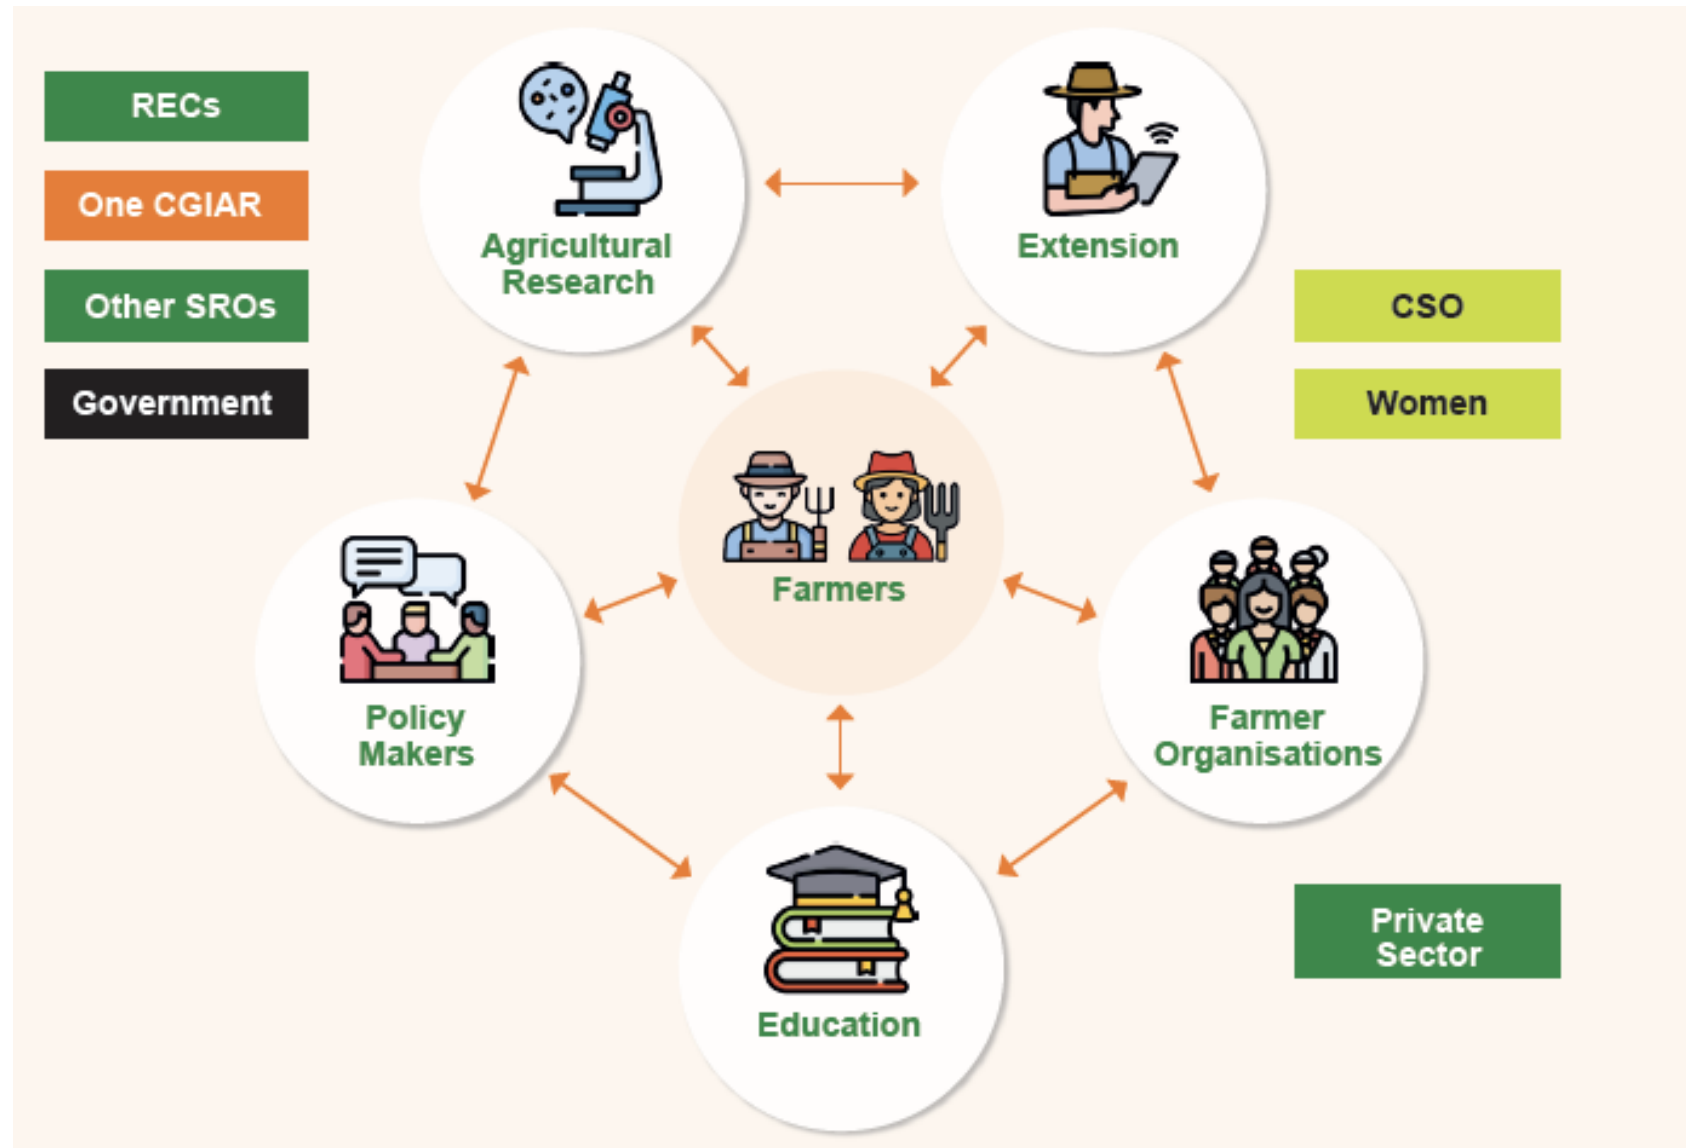 RECs
One CGIAR
Other SROs
Government
Agricultural
Research
Extension
CSO
Women
Farmers
Policy
Makers
Farmer
Organisations
Private
Sector
Education